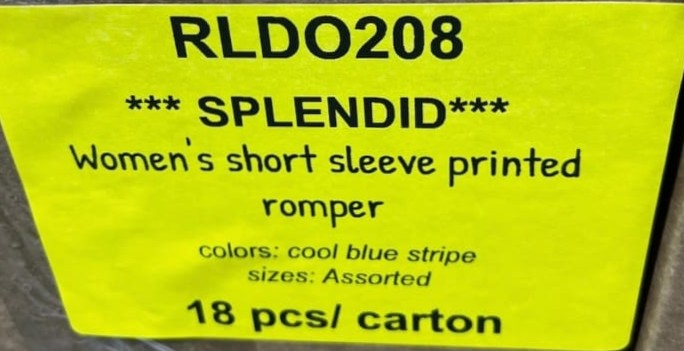 RLDO208
*** SPLENDID***
Women's short sleeve printed
romper
colors: cool blue stripe
sizes: Assorted
18 pcs/ carton